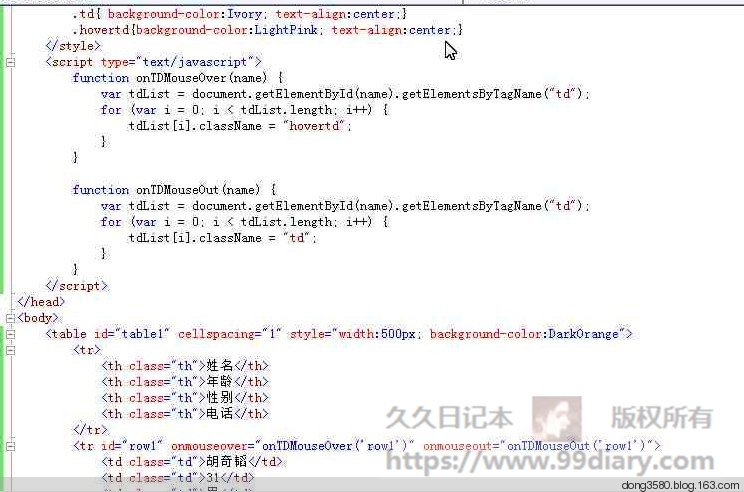 .td{ background-color:Ivory; text-align:center;}
.hovertd{background-color:LightPink; text-align:center;}
</style>
<script type="text/javascript">
function onTDMouseOver(name) {
var tdList = document.getElementById(name).getElementsByTagName("td");
for (var i = 0; i < tdList.length; i++) {
tdList[i].className = "hovertd";
}
}
function onTDMouseOut(name) {
var tdList = document.getElementById(name).getElementsByTagName("td");
for (var i = 0; i < tdList.length; i++) {
tdList[i].className = "td";
}
}
</script>
</head>
<body>
<table id="table1" cellspacing="1" style="width:500px; background-color:DarkOrange">
<tr>
<th class="th">姓名</th>
<th class="th">年龄</th>
<th class="th">性别</th>
<th class="th">电话</th>
</tr>
久久日记本 版权所有
<tr id="row1" onmouseover="onTDMouseOver('row1')" onmouseout="onTDMouseOut('row1')">
<td class="td">胡奇韬</td>
https://www.99diary.com
<td class="td">31</td>
dong3580.blog.163.com